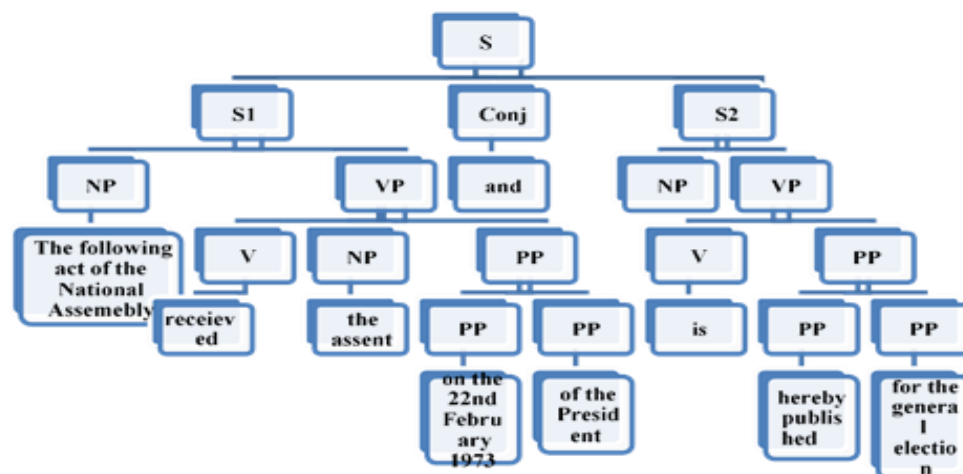 S
S1 Conj S2
NP VP and NP VP
The following
act of the
National
Assemebly
V NP PP V PP
receiev
ed
the
assent
PP PP
is
PP PP
on the
22nd
Febru
ary
1973
of the
Presid
ent
hereby
publis
hed
for the
genera
l
electio
n